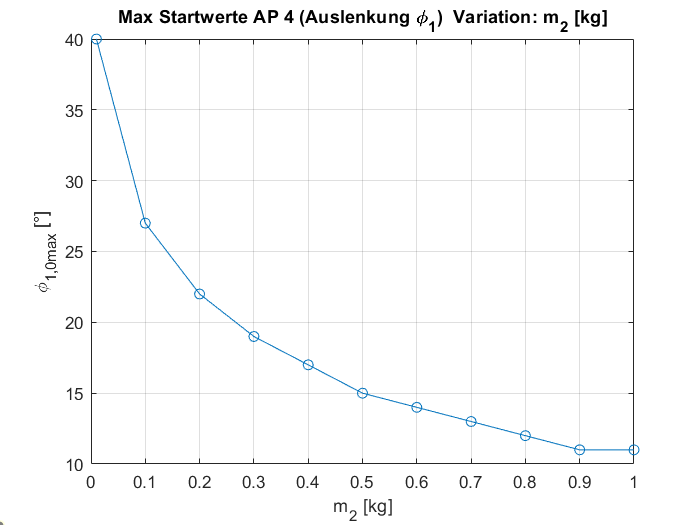 Max Startwerte AP 4 (Auslenkung ϕ₁) Variation: m₂ [kg]
40
35
30
25
20
15
10
ϕ₁,₀max [°]
0 0.1 0.2 0.3 0.4 0.5 0.6 0.7 0.8 0.9 1
m₂ [kg]